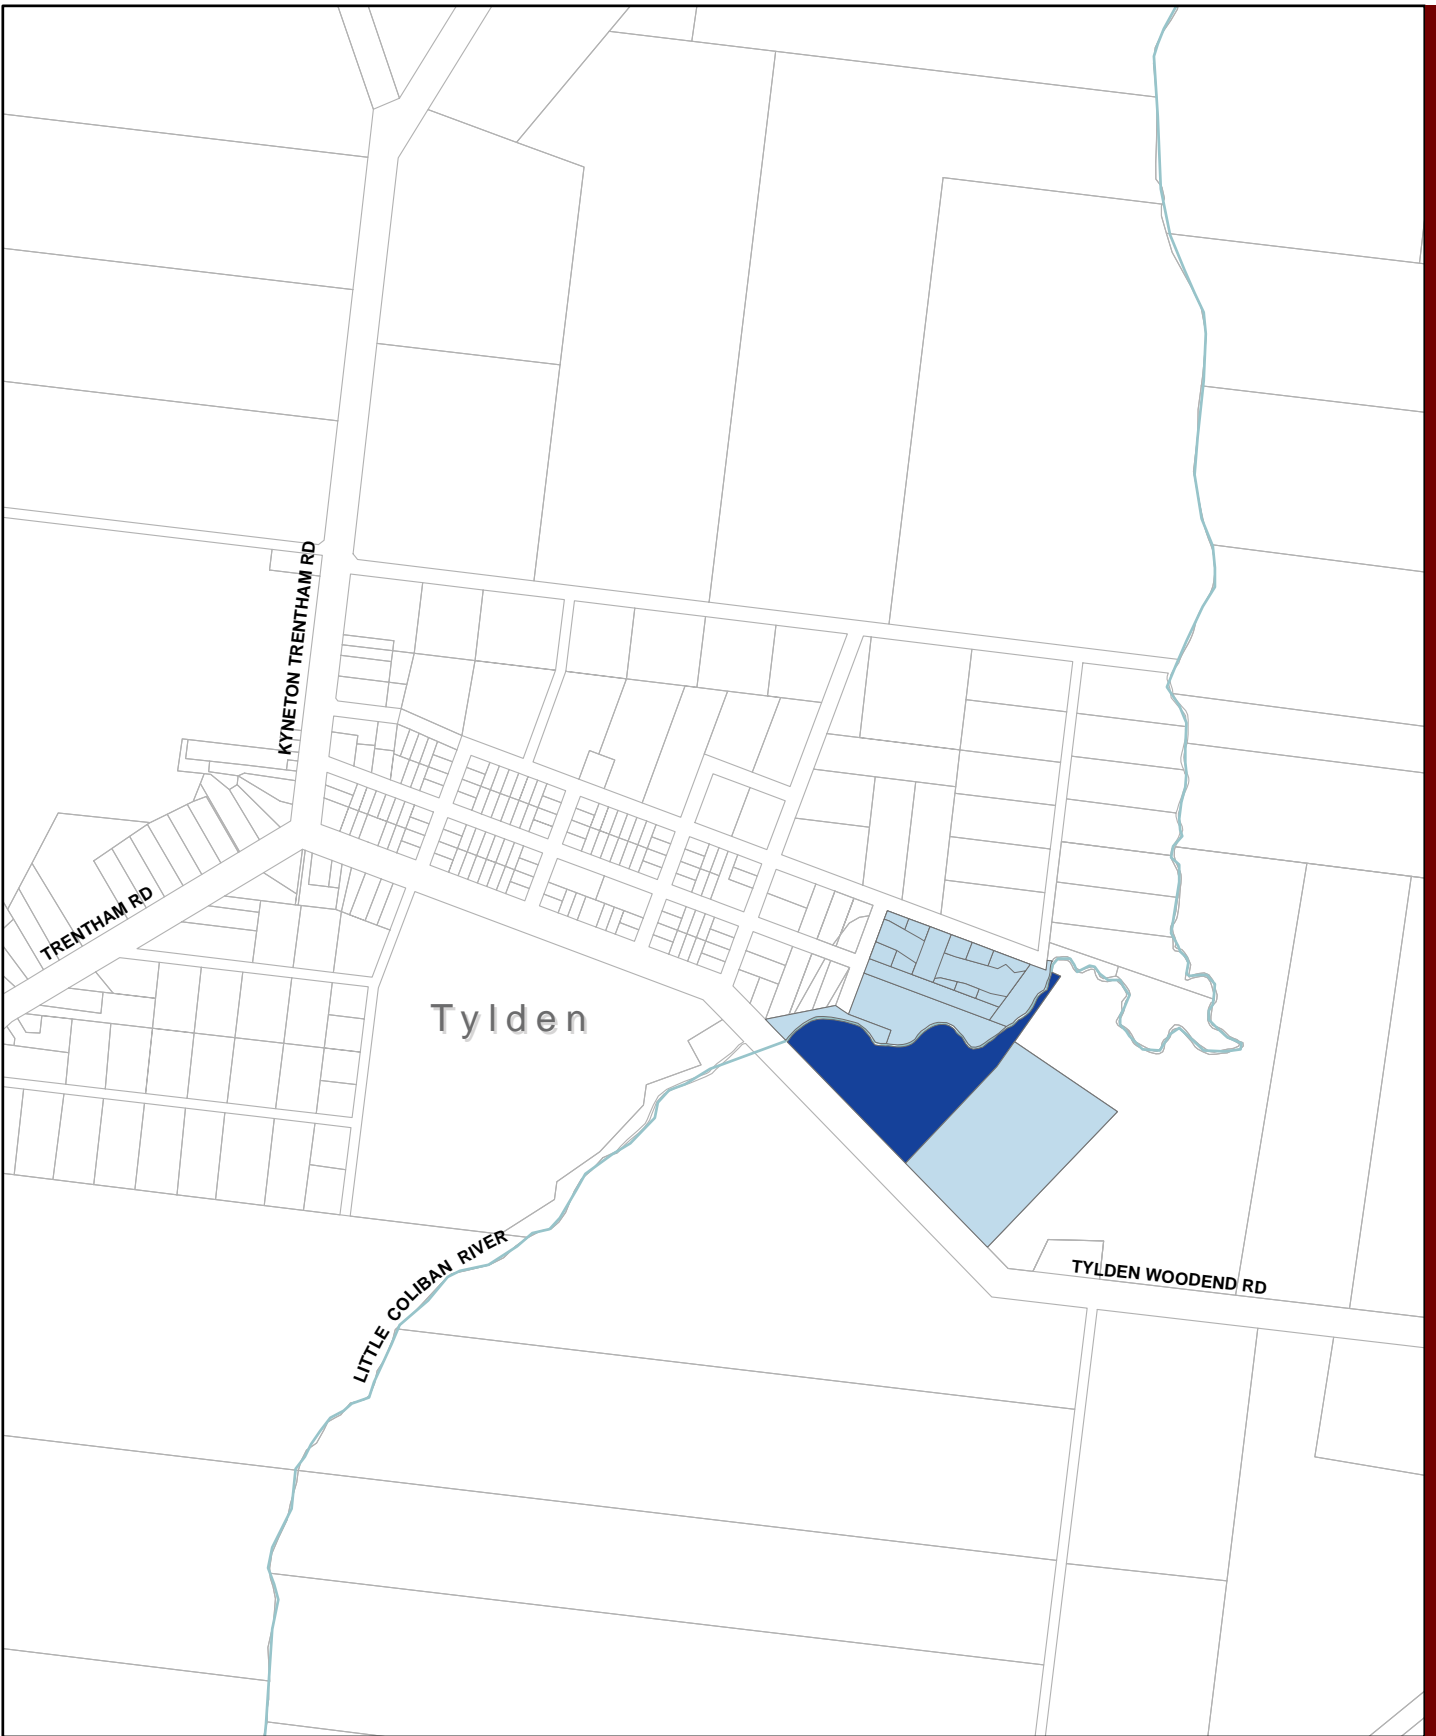 KYNETON TRENTHAM RD
TRENTHAM RD
Tylden
LITTLE COLIBAN RIVER
TYLDEN WOODEND RD